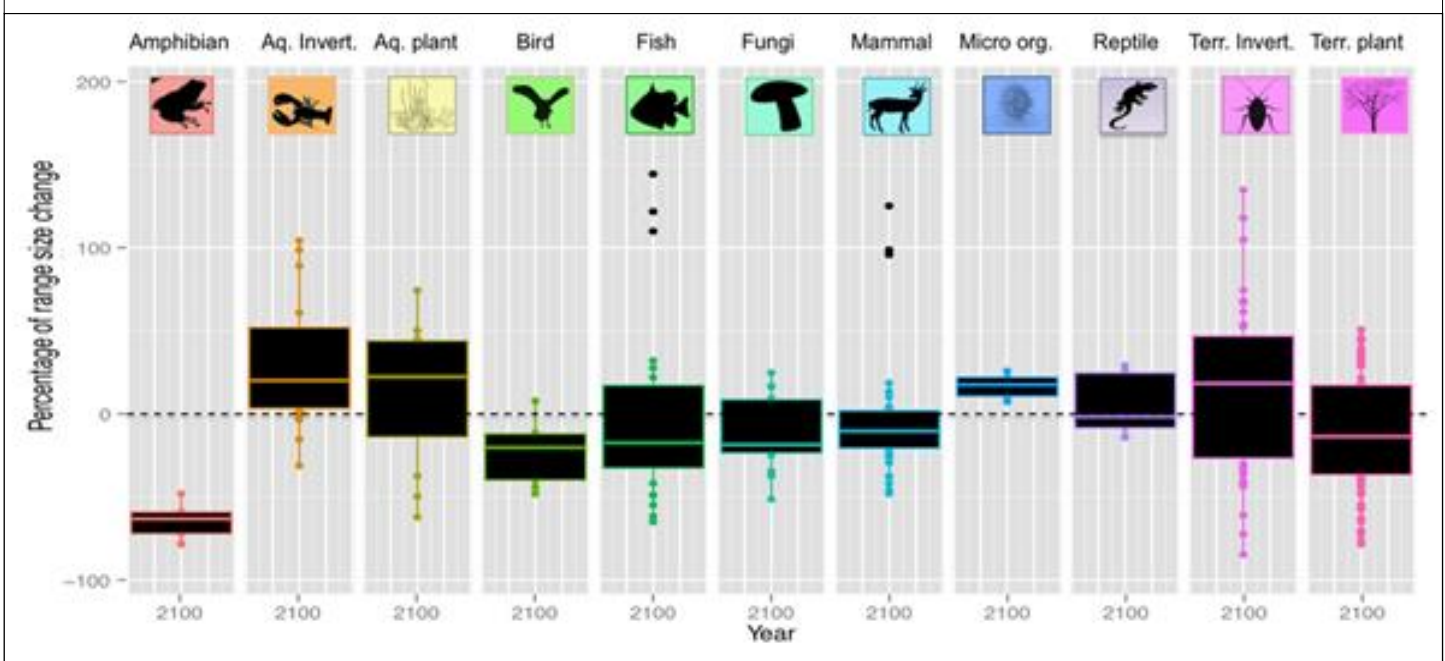 Amphibian Aq. Invert. Aq. plant Bird Fish Fungi Mammal Micro org. Reptile Terr. Invert. Terr. plant
200
100
0
−100
Percentage of range size change
2100 2100 2100 2100 2100 2100 2100 2100 2100 2100 2100
Year